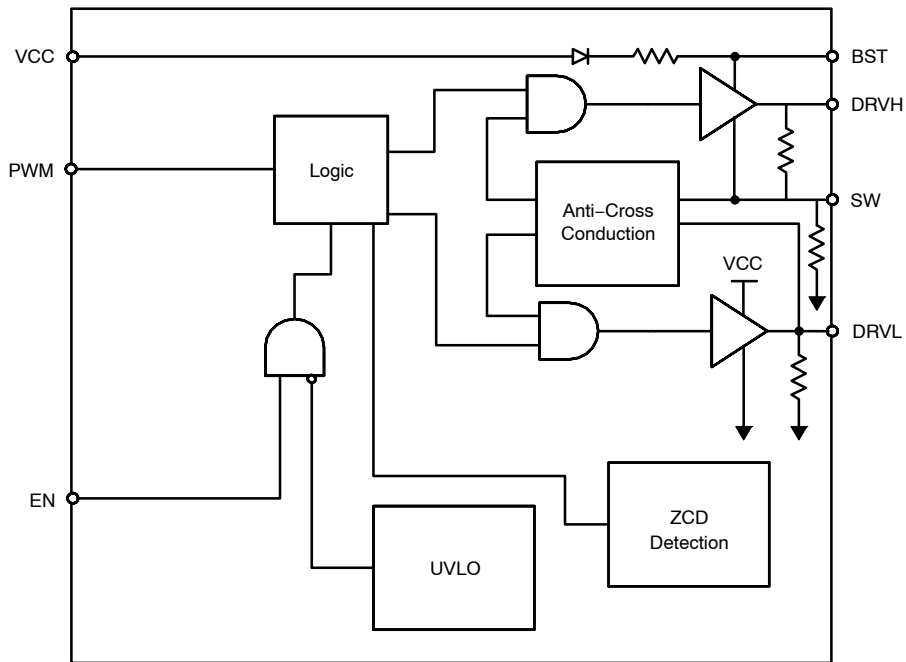 VCC
BST
DRVH
PWM
Logic
SW
Anti−Cross
Conduction
VCC
DRVL
EN
ZCD
Detection
UVLO